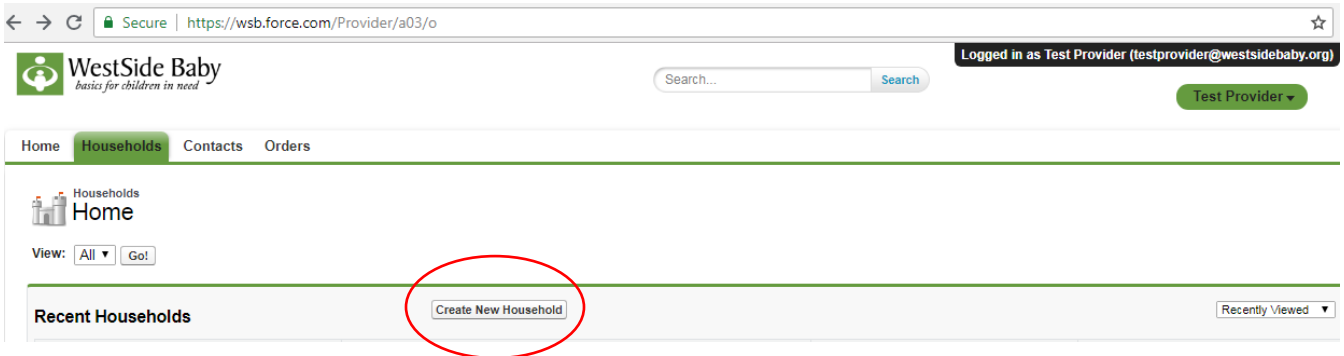 Secure | https://wsb.force.com/Provider/a03/o
Logged in as Test Provider (testprovider@westsidebaby.org)
WestSide Baby
basics for children in need
Search... Search
Test Provider
Home Households Contacts Orders
Households
Home
View: All Go!
Recent Households Create New Household Recently Viewed